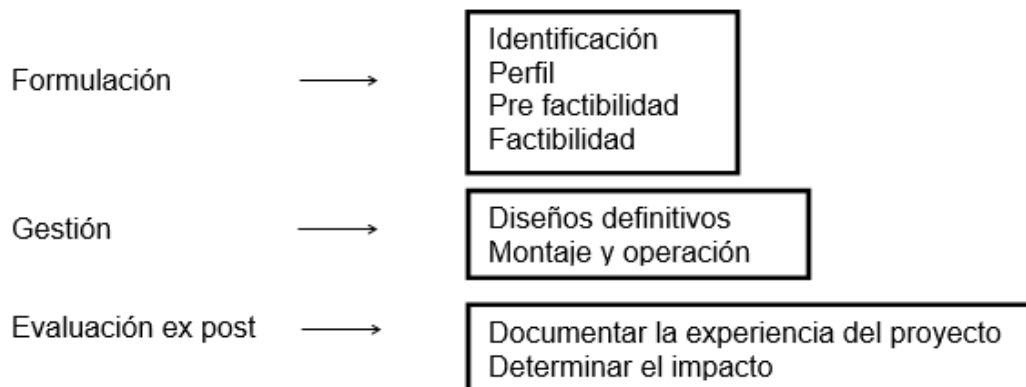 Formulación
Identificación
Perfil
Pre factibilidad
Factibilidad
Gestión
Diseños definitivos
Montaje y operación
Evaluación ex post
Documentar la experiencia del proyecto
Determinar el impacto